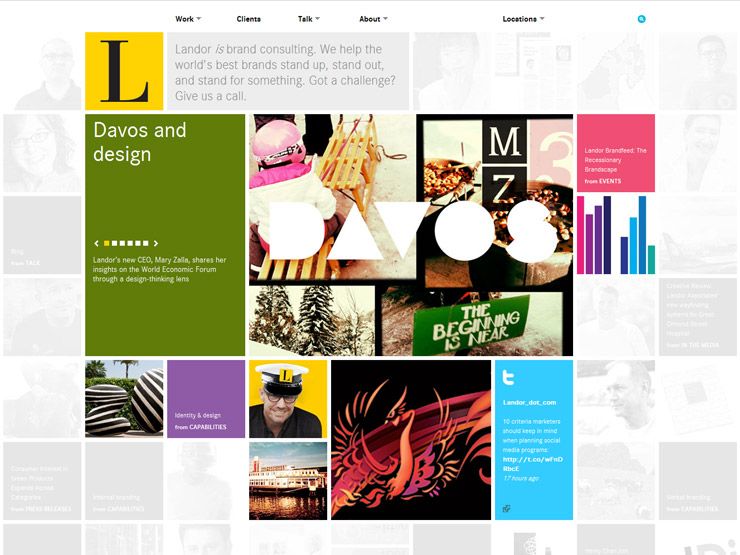 Work
Clients
Talk
About
Locations
L
Landor is brand consulting. We help the
world's best brands stand up, stand out,
and stand for something. Got a challenge?
Give us a call.
Davos and
design
Landor's new CEO, Mary Zalla, shares her
insights on the World Economic Forum
through a design-thinking lens
DAVOS
M
Z
3
THE
BEGINNING
IS NEAR
Landor Brandfeed: The
Recessionary
Brandscape
from EVENTS
Blog
from TALK
Creative Review:
Landor Associates'
new wayfinding
system for Great
Ormond Street
Hospital
from IN THE MEDIA
Identity & design
from CAPABILITIES
L
Landor_dot_com
10 criteria marketers
should keep in mind
when planning social
media programs:
http://t.co/wFnD
RbcE
17 hours ago
Consumer Interest in
Green Products
Expands Across
Categories
from PRESS RELEASES
Internal branding
from CAPABILITIES
Global branding
from CAPABILITIES